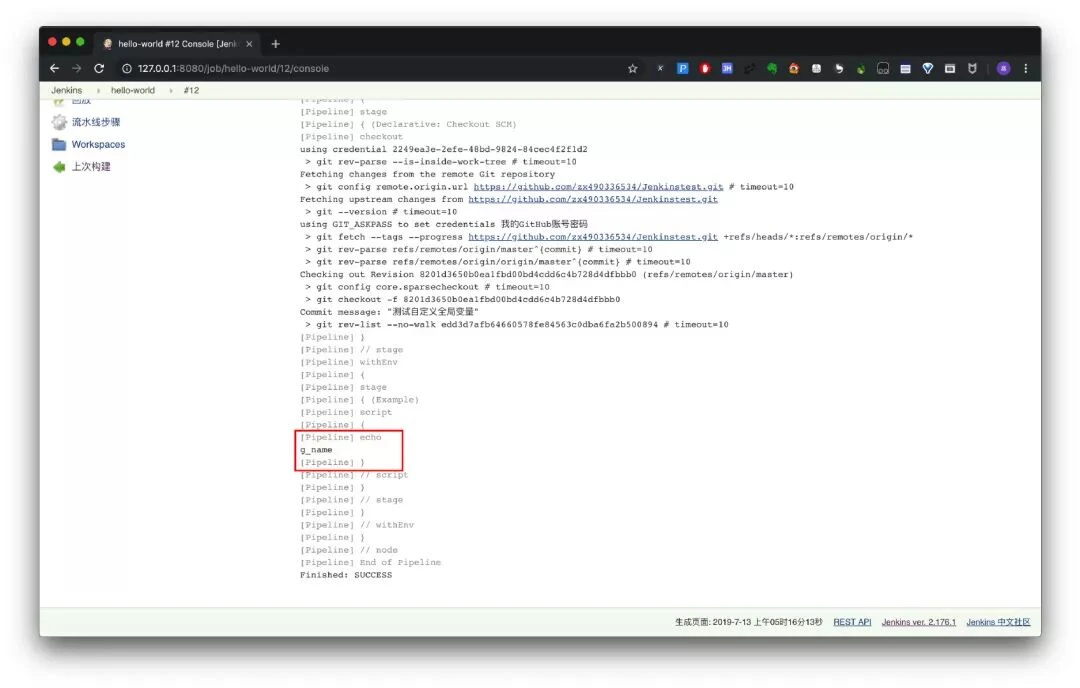 hello-world #12 Console [Jenki
127.0.0.1:8080/job/hello-world/12/console
Jenkins hello-world #12
回放
流水线步骤
Workspaces
上次构建
[Pipeline] {
[Pipeline] stage
[Pipeline] { (Declarative: Checkout SCM)
[Pipeline] checkout
using credential 2249ea3e-2efe-48bd-9824-84cec4f2f1d2
> git rev-parse --is-inside-work-tree # timeout=10
Fetching changes from the remote Git repository
> git config remote.origin.url https://github.com/zx490336534/Jenkinstest.git # timeout=10
Fetching upstream changes from https://github.com/zx490336534/Jenkinstest.git
> git --version # timeout=10
using GIT_ASKPASS to set credentials 我的GitHub账号密码
> git fetch --tags --progress https://github.com/zx490336534/Jenkinstest.git +refs/heads/*:refs/remotes/origin/*
> git rev-parse refs/remotes/origin/master^{commit} # timeout=10
> git rev-parse refs/remotes/origin/origin/master^{commit} # timeout=10
Checking out Revision 8201d3650b0ea1fbd00bd4cdd6c4b728d4dfbbb0 (refs/remotes/origin/master)
> git config core.sparsecheckout # timeout=10
> git checkout -f 8201d3650b0ea1fbd00bd4cdd6c4b728d4dfbbb0
Commit message: "测试自定义全局变量"
> git rev-list --no-walk edd3d7afb64660578fe84563c0dba6fa2b500894 # timeout=10
[Pipeline] }
[Pipeline] // stage
[Pipeline] withEnv
[Pipeline] {
[Pipeline] stage
[Pipeline] { (Example)
[Pipeline] script
[Pipeline] {
[Pipeline] echo
g_name
[Pipeline] }
[Pipeline] // script
[Pipeline] }
[Pipeline] // stage
[Pipeline] }
[Pipeline] // withEnv
[Pipeline] }
[Pipeline] // node
[Pipeline] End of Pipeline
Finished: SUCCESS
生成页面: 2019-7-13 上午05时16分13秒 REST API Jenkins ver. 2.176.1 Jenkins 中文社区